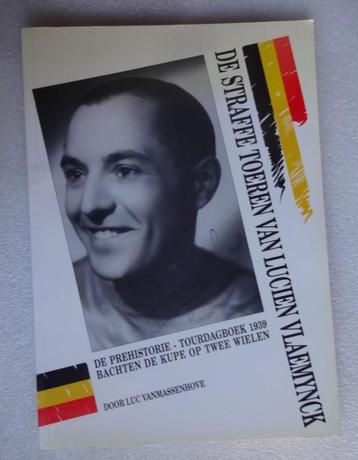 DE STRAFFE TOEREN VAN LUCIEN VLAEMYNCK
DE PREHISTORIE - TOURDAGBOEK 1939
BACHTEN DE KUPE OP TWEE WIELEN
DOOR LUC VANMASSENHOVE